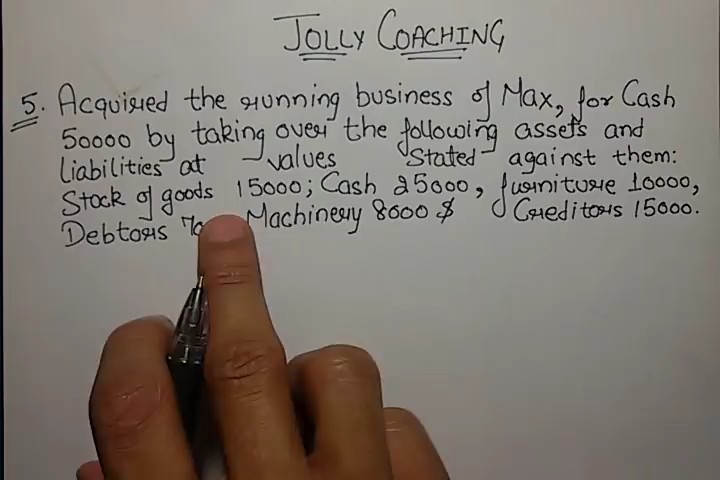 JOLLY COACHING
5. Acquired the running business of Max, for Cash
50000 by taking over the following assets and
liabilities at values Stated against them:
Stock of goods 15000; Cash 25000, furniture 10000,
Debtors Machinery 8000 $ Creditors 15000.